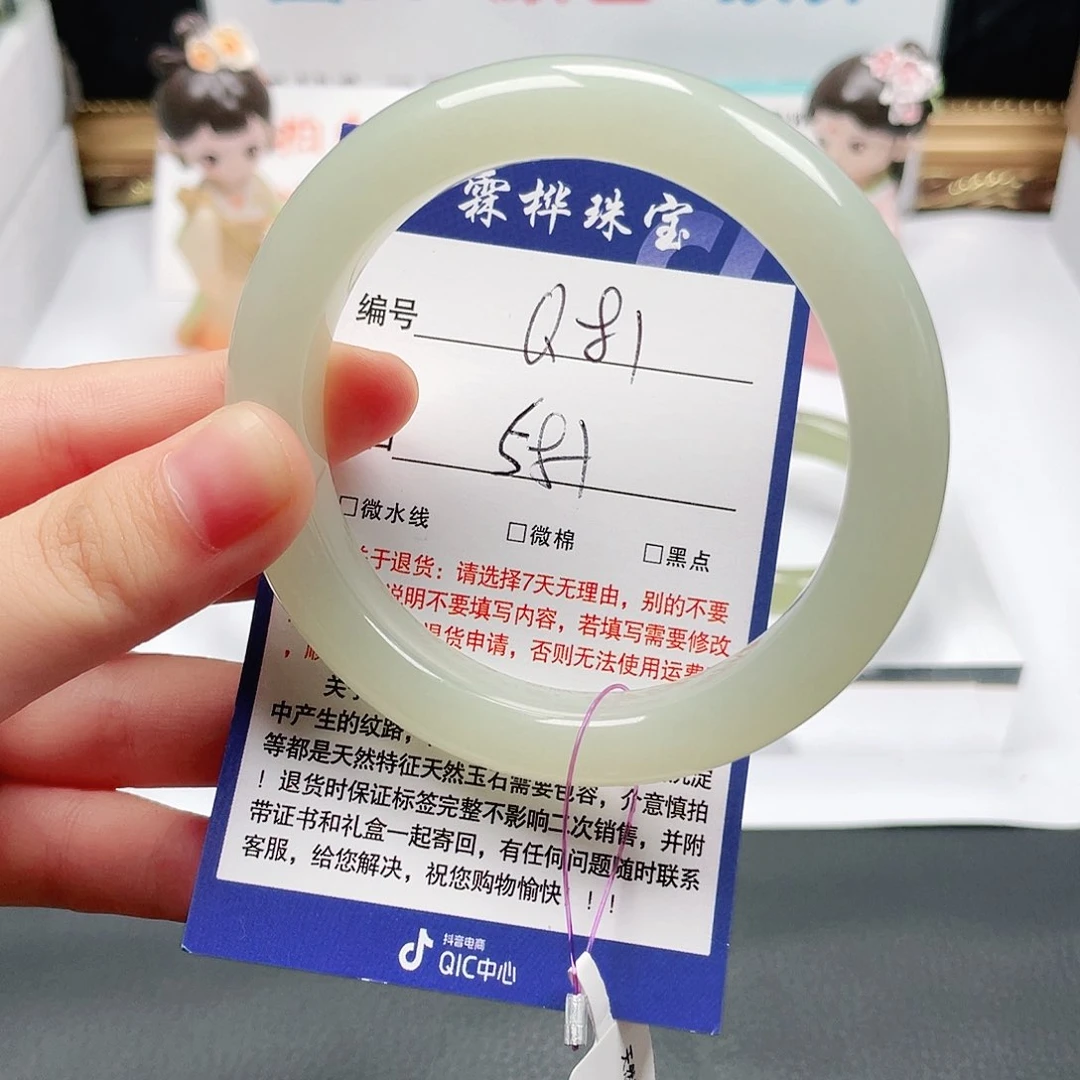 霖桦珠宝
编号
□微水线 □微棉 □黑点
于退货：请选择7天无理由，别的不要
说明不要填写内容，若填写需要修改
退货申请，否则无法使用运费
关于
中产生的纹路，
等都是天然特征天然玉石需要包容，介意慎拍
！退货时保证标签完整不影响二次销售，并附
带证书和礼盒一起寄回，有任何问题随时联系
客服，给您解决，祝您购物愉快！！
抖音电商
QIC中心